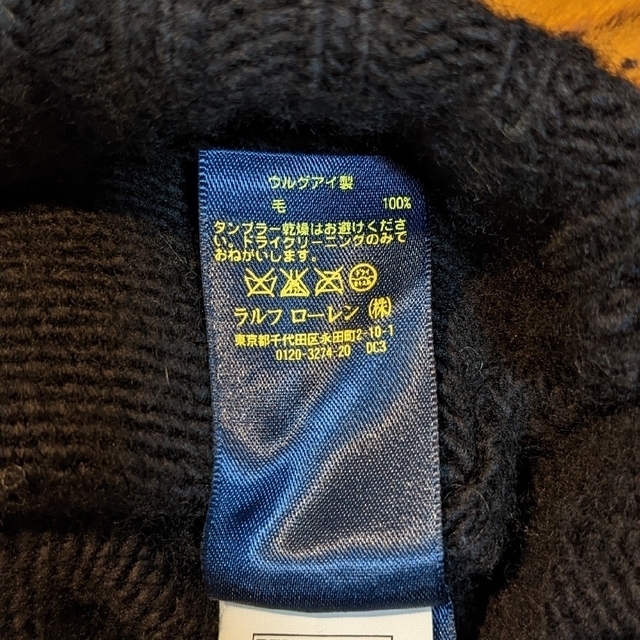 ウルグアイ製
毛 100%
タンブラー乾燥はお避けくださ
い。ドライクリーニングのみで
おねがいします。
ラルフ ローレン (株)
東京都千代田区永田町2-10-1
0120-3274-20 DC3